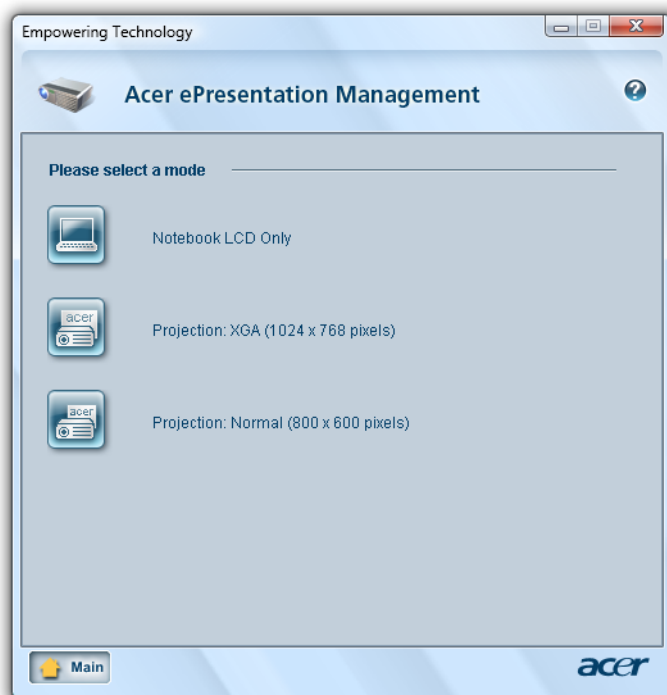 Empowering Technology
Acer ePresentation Management
?
Please select a mode
Notebook LCD Only
acer
Projection: XGA (1024 x 768 pixels)
acer
Projection: Normal (800 x 600 pixels)
Main
acer